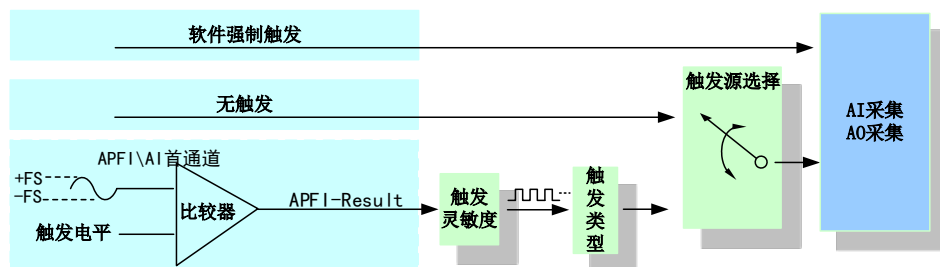 软件强制触发
无触发
触发源选择
AI采集
AO采集
APFI\AI首通道
+FS
-FS
触发电平
比较器
APFI-Result
触发
灵敏度
触
发
类
型